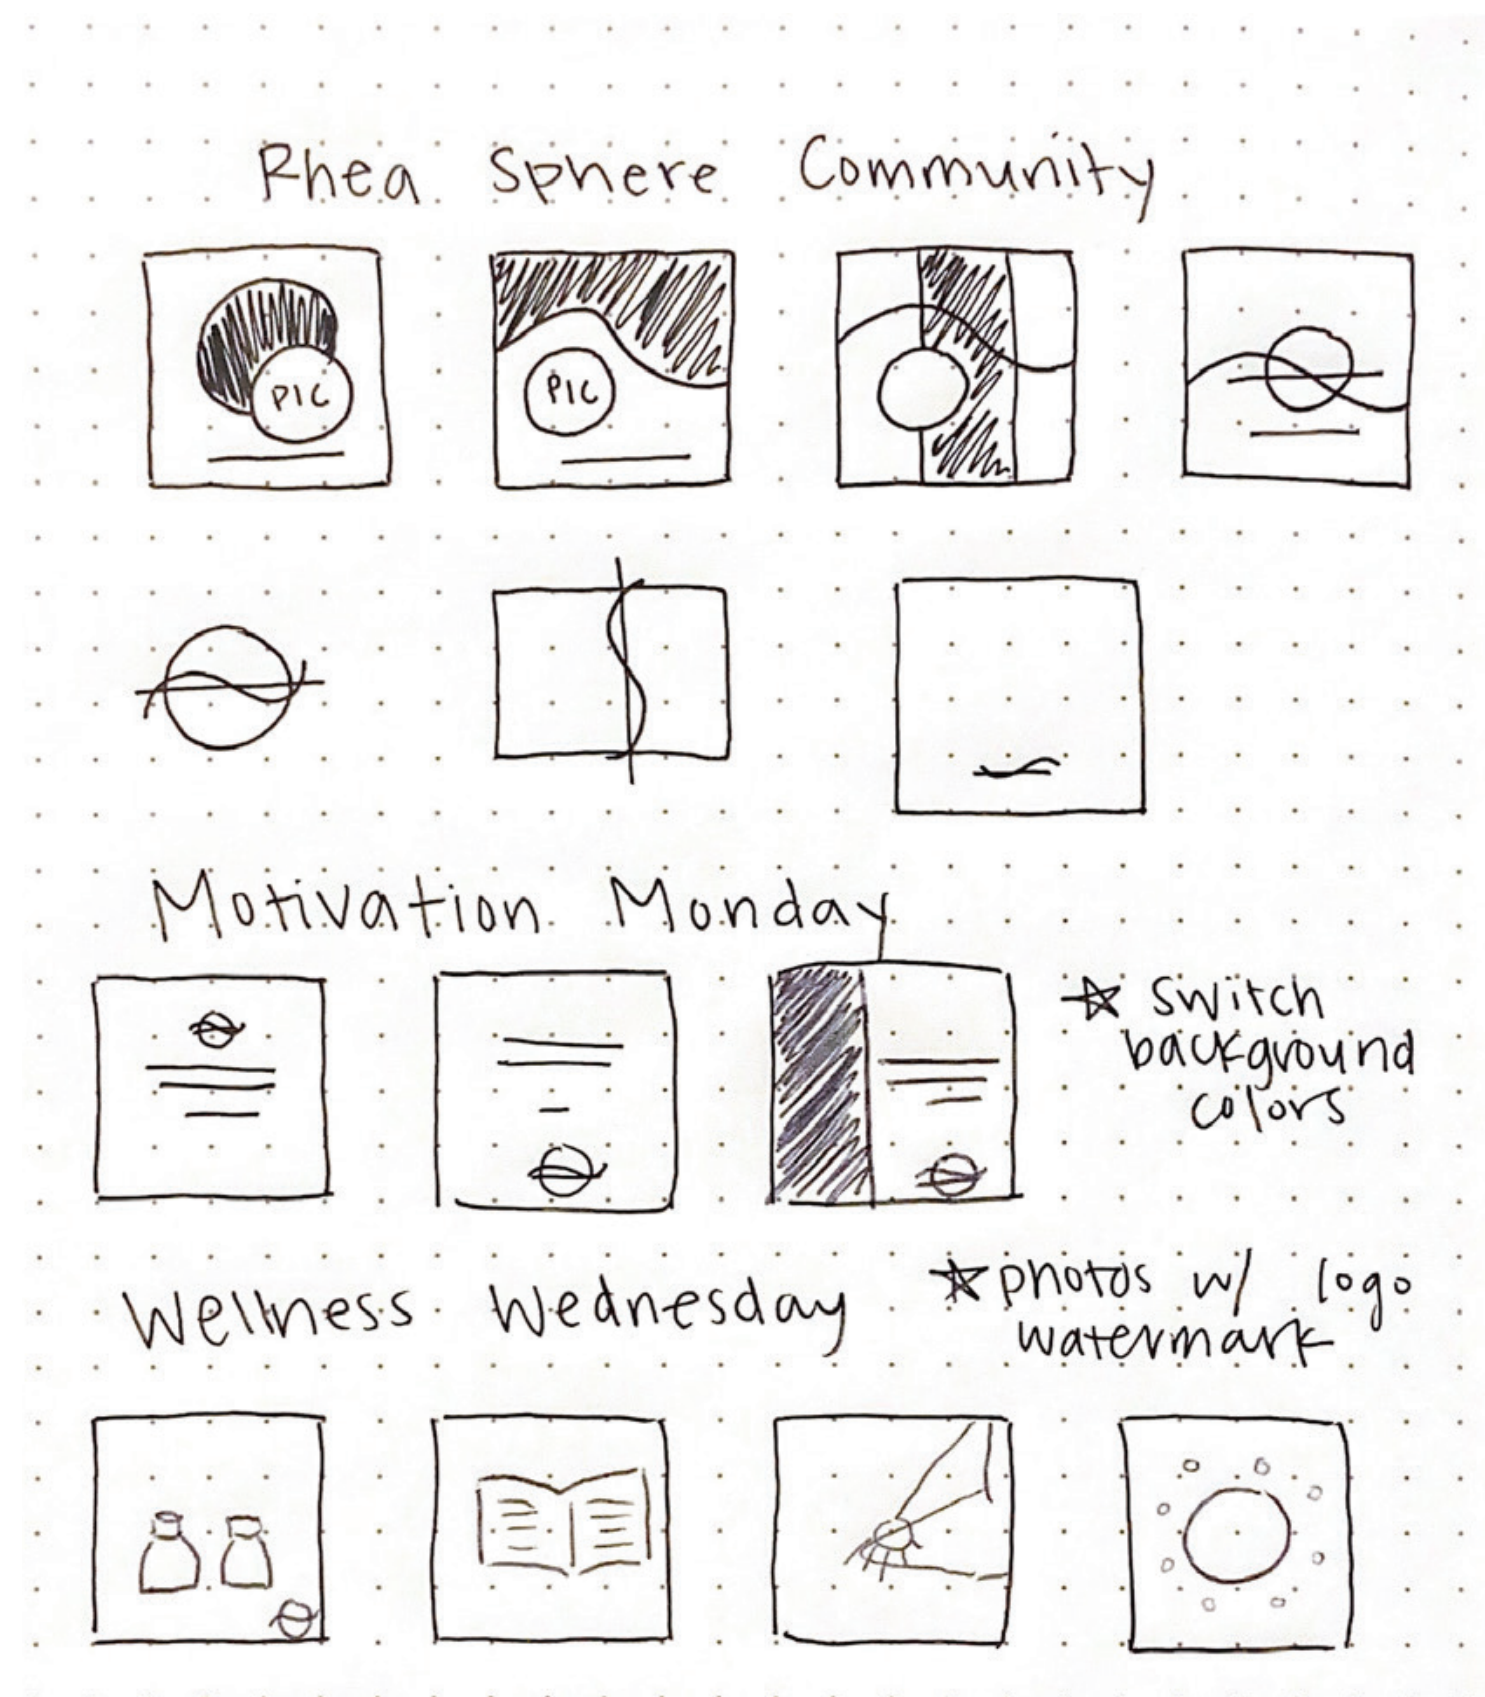 Rhea Sphere Community
PIC
PIC
Motivation Monday
☆ switch
background
colors
Wellness Wednesday
☆ photos w/ logo
watermark